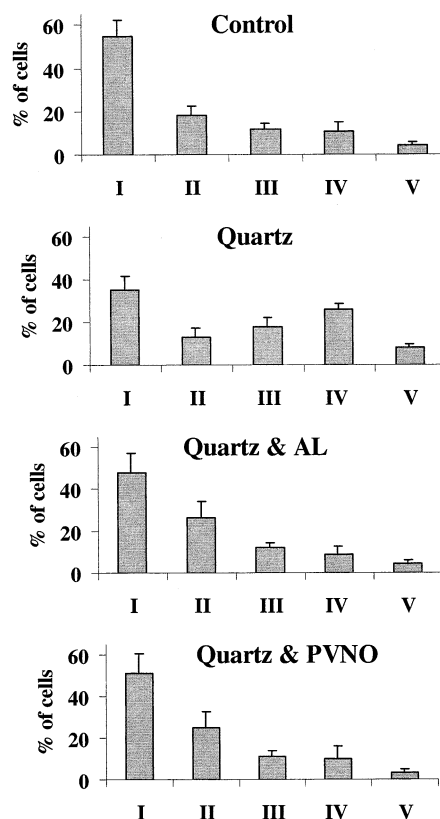 Control
% of cells
60
40
20
0
I II III IV V
Quartz
% of cells
60
40
20
0
I II III IV V
Quartz & AL
% of cells
60
40
20
0
I II III IV V
Quartz & PVNO
% of cells
60
40
20
0
I II III IV V